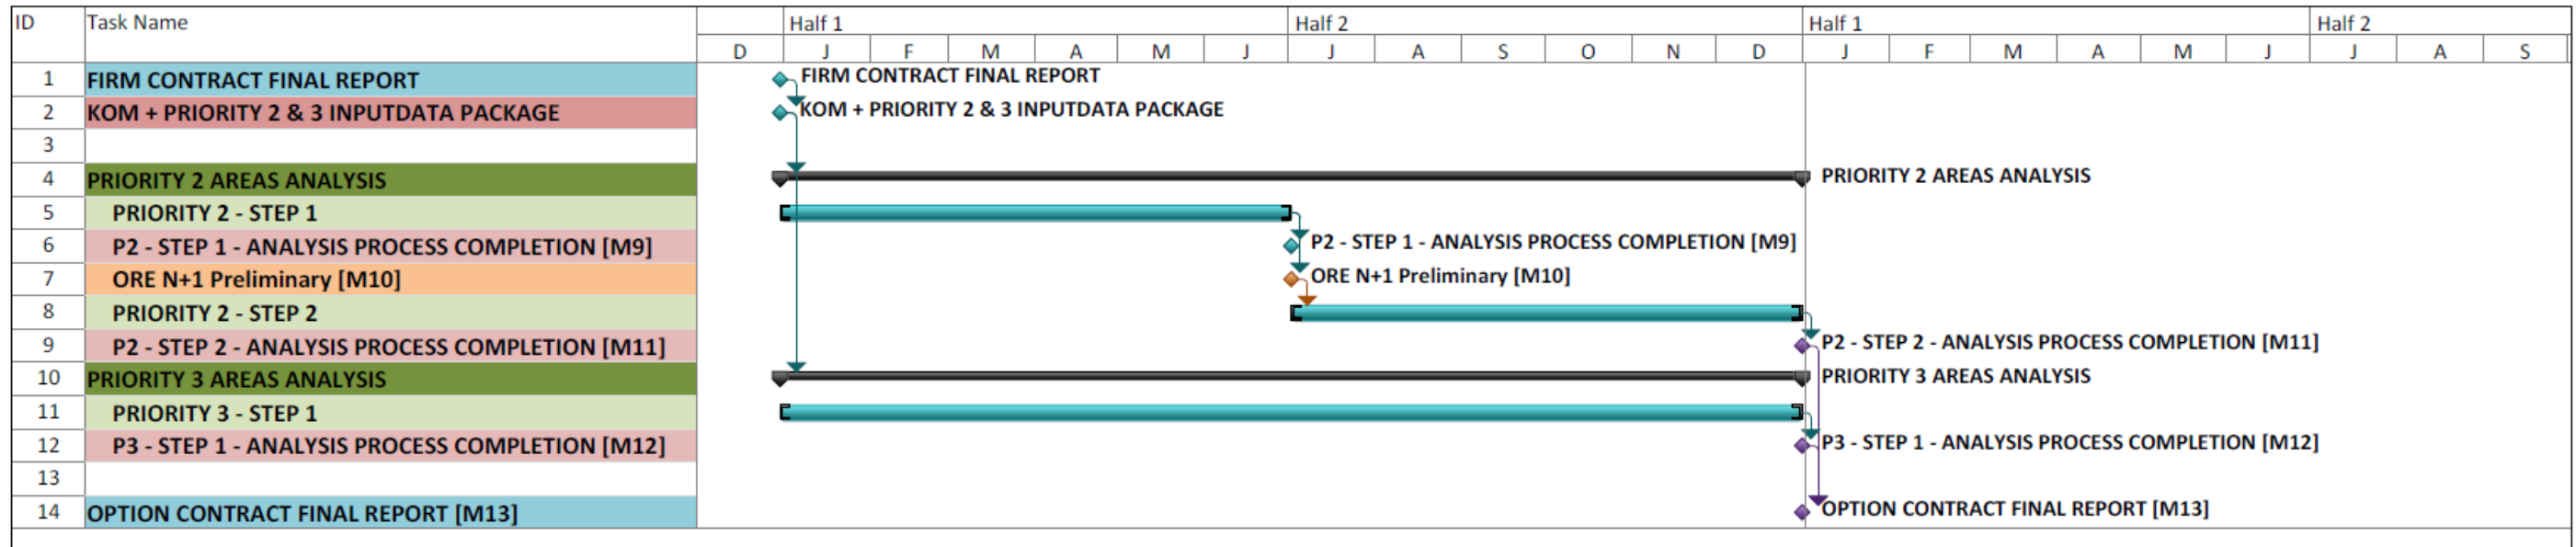 ID Task Name Half 1 Half 2 Half 1 Half 2
D J F M A M J J A S O N D J F M A M J J A S
1 FIRM CONTRACT FINAL REPORT FIRM CONTRACT FINAL REPORT
2 KOM + PRIORITY 2 & 3 INPUTDATA PACKAGE KOM + PRIORITY 2 & 3 INPUTDATA PACKAGE
3
4 PRIORITY 2 AREAS ANALYSIS PRIORITY 2 AREAS ANALYSIS
5 PRIORITY 2 - STEP 1
6 P2 - STEP 1 - ANALYSIS PROCESS COMPLETION [M9] P2 - STEP 1 - ANALYSIS PROCESS COMPLETION [M9]
7 ORE N+1 Preliminary [M10] ORE N+1 Preliminary [M10]
8 PRIORITY 2 - STEP 2
9 P2 - STEP 2 - ANALYSIS PROCESS COMPLETION [M11] P2 - STEP 2 - ANALYSIS PROCESS COMPLETION [M11]
10 PRIORITY 3 AREAS ANALYSIS PRIORITY 3 AREAS ANALYSIS
11 PRIORITY 3 - STEP 1
12 P3 - STEP 1 - ANALYSIS PROCESS COMPLETION [M12] P3 - STEP 1 - ANALYSIS PROCESS COMPLETION [M12]
13
14 OPTION CONTRACT FINAL REPORT [M13] OPTION CONTRACT FINAL REPORT [M13]